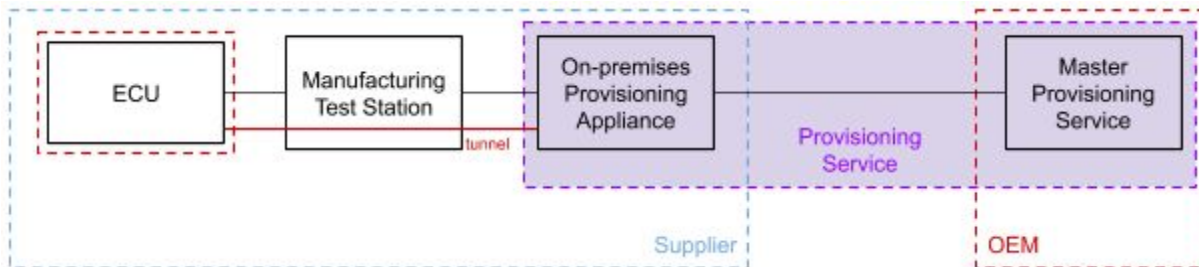 ECU
Manufacturing
Test Station
On-premises
Provisioning
Appliance
Master
Provisioning
Service
tunnel
Provisioning
Service
Supplier
OEM